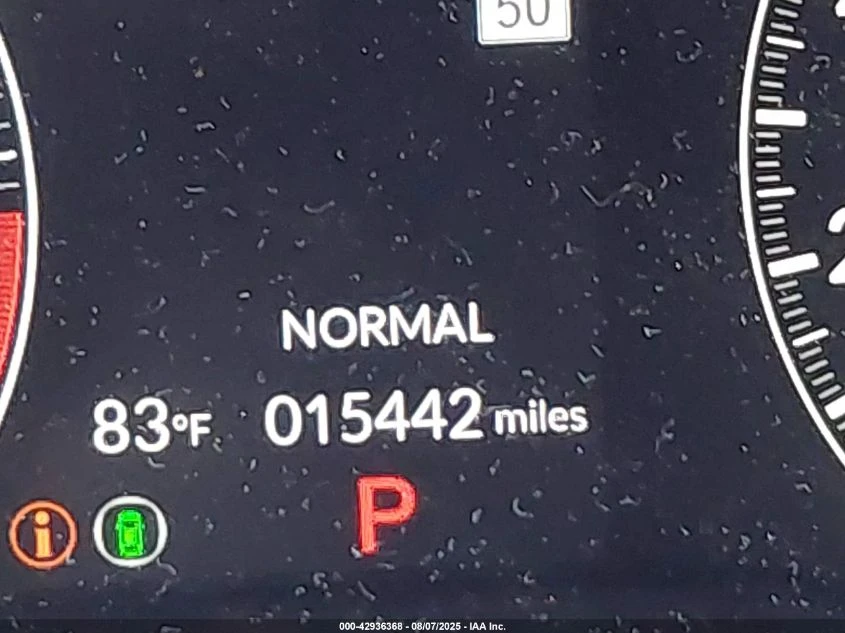 50
NORMAL
83°F 015442 miles
P
000-42936368 - 08/07/2025 - IAA Inc.